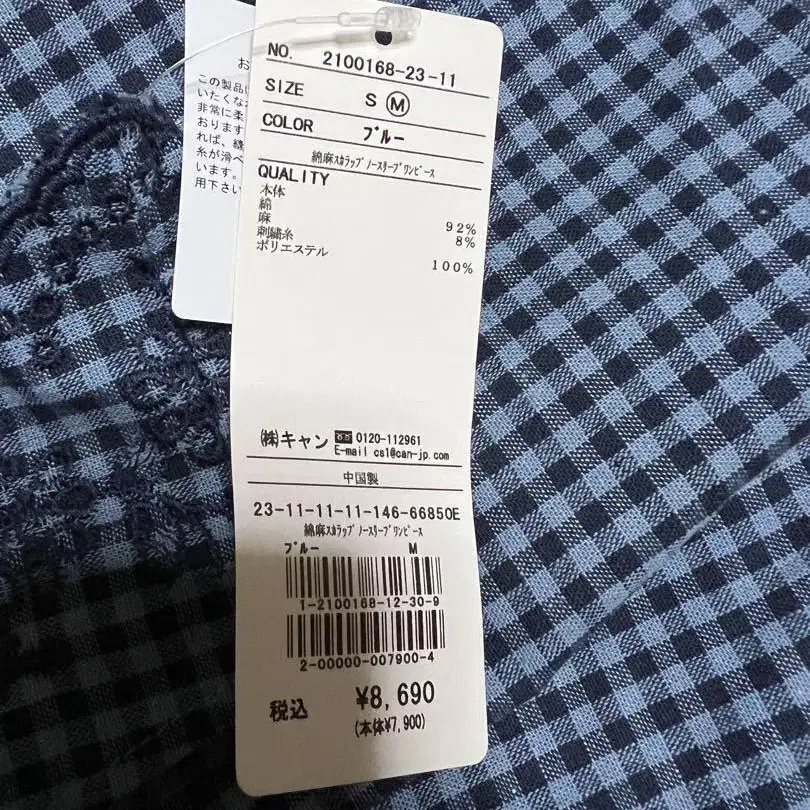 NO. 2100168-23-11
SIZE S Ⓜ
COLOR ブルー
綿麻スカラップノースリーブワンピース
QUALITY
本体
綿 92%
麻 8%
刺繍糸
ポリエステル 100%
㈱キャン 0120-112961
E-mail cs1@can-jp.com
中国製
23-11-11-11-146-66850E
綿麻スカラップノースリーブワンピース
ブルー M
1-2100168-12-30-9
2-00000-007900-4
税込 ¥8,690
(本体¥7,900)
お
この製品
いたくな
非常に柔
おります
れば、縫
糸が滑べ
います。
用下さい